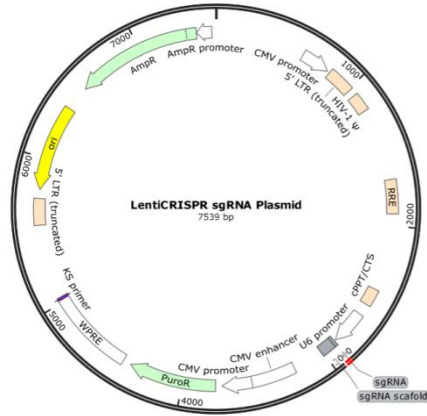 7000
AmpR
AmpR promoter
CMV promoter
5' LTR (truncated)
HIV-1 Ψ
1000
RRE
2000
cPPT/CTS
U6 promoter
sgRNA
sgRNA scafold
CMV enhancer
CMV promoter
4000
PuroR
WPRE
5000
KS primer
5' LTR (truncated)
6000
ori
LentiCRISPR sgRNA Plasmid
7539 bp